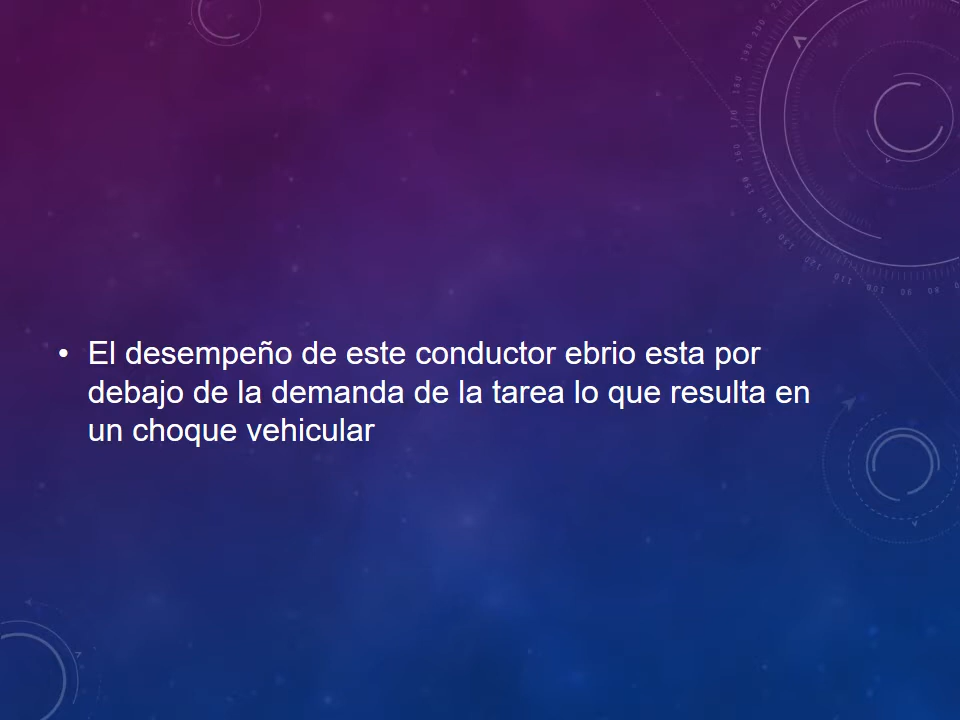 • El desempeño de este conductor ebrio esta por
debajo de la demanda de la tarea lo que resulta en
un choque vehicular